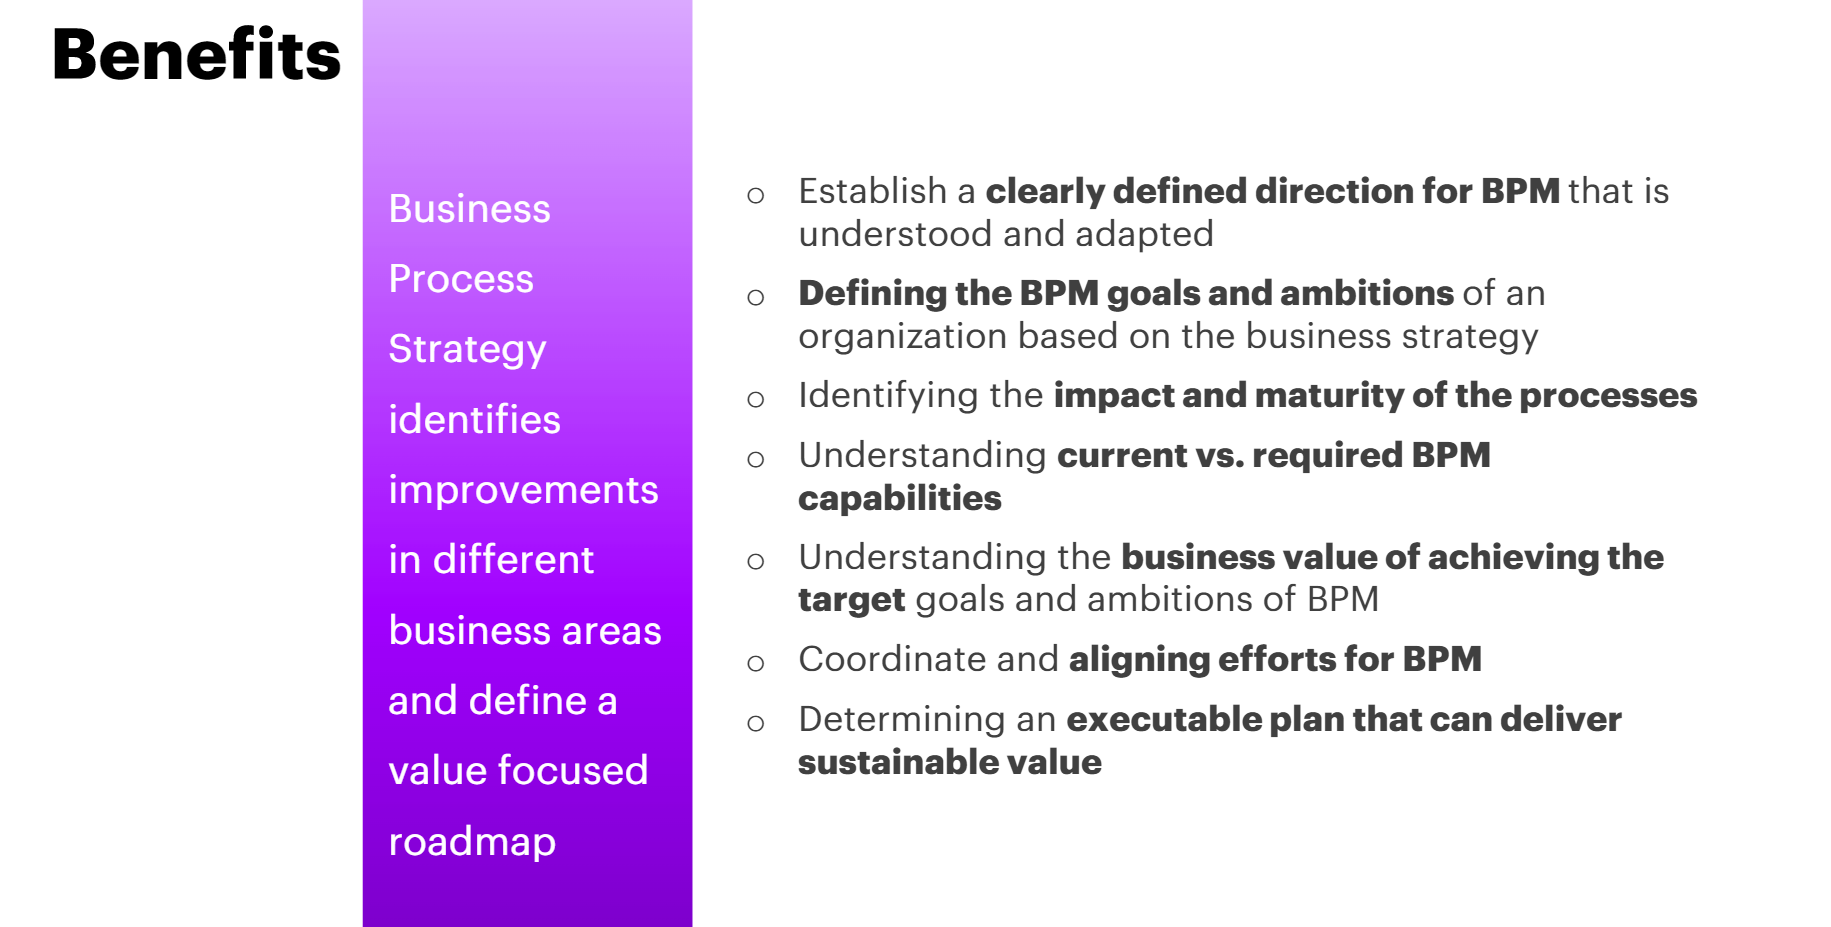 Benefits
Business
Process
Strategy
identifies
improvements
in different
business areas
and define a
value focused
roadmap
○ Establish a clearly defined direction for BPM that is
understood and adapted
○ Defining the BPM goals and ambitions of an
organization based on the business strategy
○ Identifying the impact and maturity of the processes
○ Understanding current vs. required BPM
capabilities
○ Understanding the business value of achieving the
target goals and ambitions of BPM
○ Coordinate and aligning efforts for BPM
○ Determining an executable plan that can deliver
sustainable value